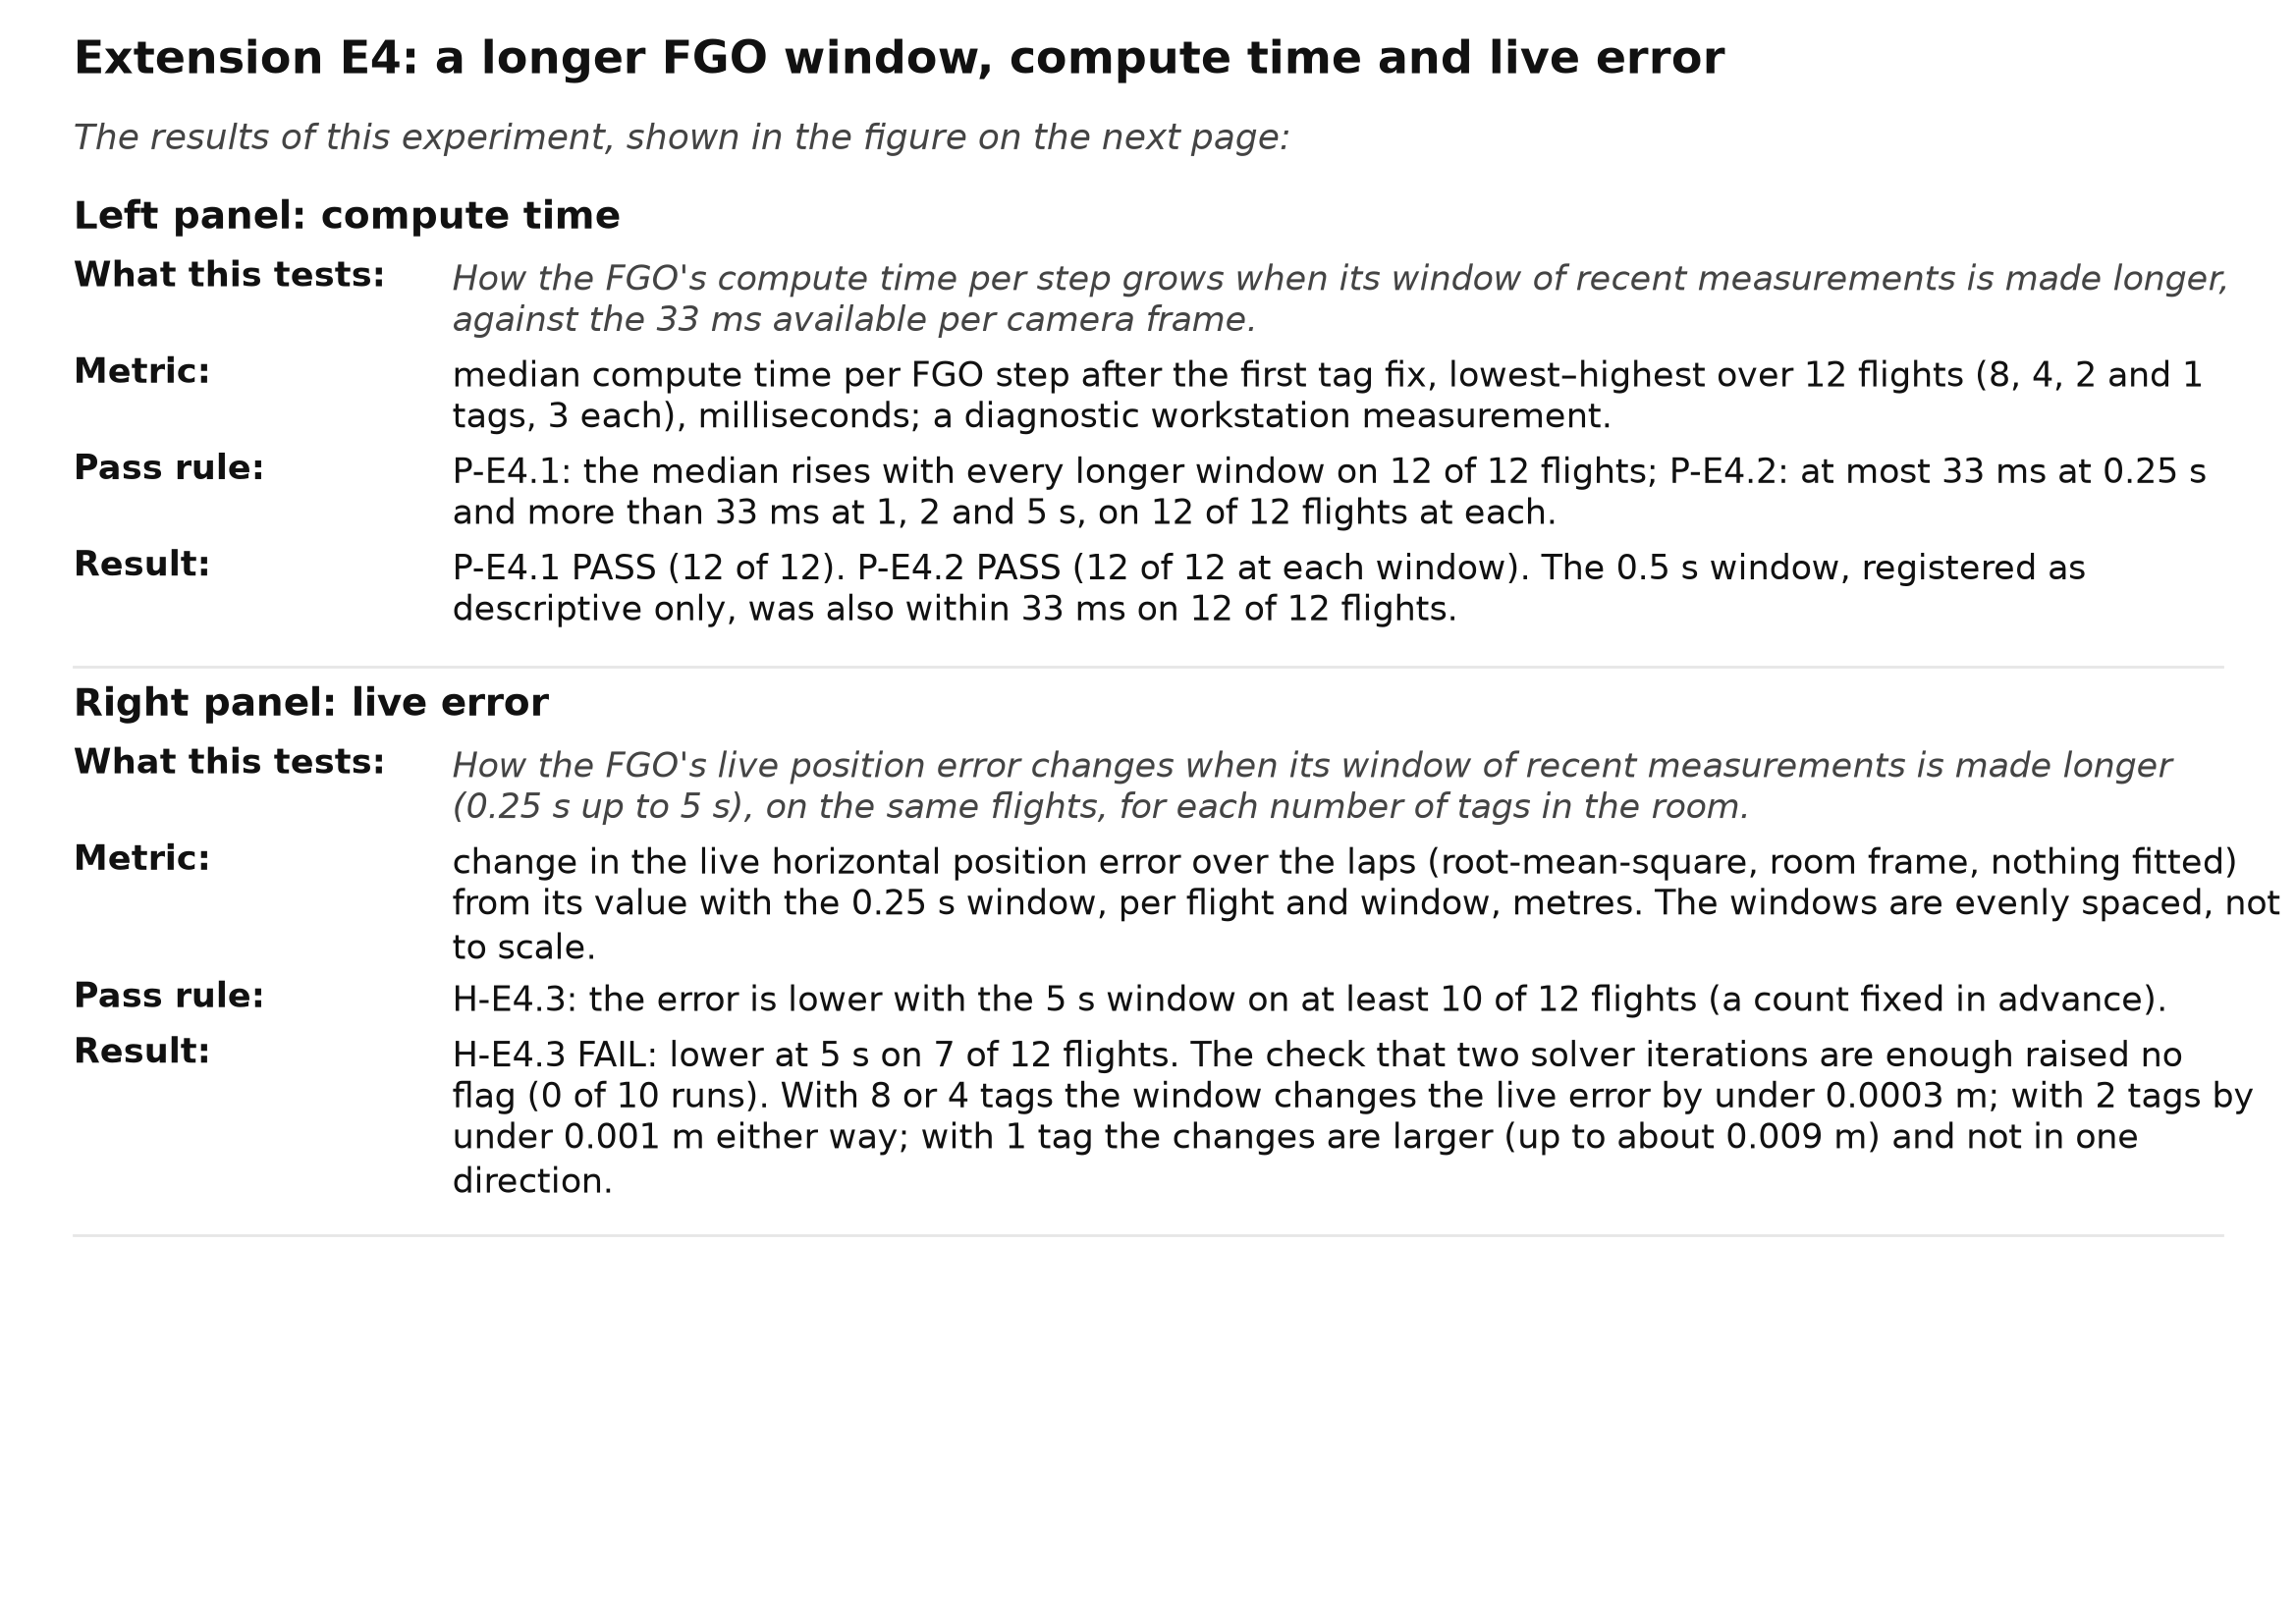 Extension E4: a longer FGO window, compute time and live error
The results of this experiment, shown in the figure on the next page:
Left panel: compute time
What this tests: How the FGO's compute time per step grows when its window of recent measurements is made longer,
against the 33 ms available per camera frame.
Metric: median compute time per FGO step after the first tag fix, lowest–highest over 12 flights (8, 4, 2 and 1
tags, 3 each), milliseconds; a diagnostic workstation measurement.
Pass rule: P-E4.1: the median rises with every longer window on 12 of 12 flights; P-E4.2: at most 33 ms at 0.25 s
and more than 33 ms at 1, 2 and 5 s, on 12 of 12 flights at each.
Result: P-E4.1 PASS (12 of 12). P-E4.2 PASS (12 of 12 at each window). The 0.5 s window, registered as
descriptive only, was also within 33 ms on 12 of 12 flights.
Right panel: live error
What this tests: How the FGO's live position error changes when its window of recent measurements is made longer
(0.25 s up to 5 s), on the same flights, for each number of tags in the room.
Metric: change in the live horizontal position error over the laps (root-mean-square, room frame, nothing fitted)
from its value with the 0.25 s window, per flight and window, metres. The windows are evenly spaced, not
to scale.
Pass rule: H-E4.3: the error is lower with the 5 s window on at least 10 of 12 flights (a count fixed in advance).
Result: H-E4.3 FAIL: lower at 5 s on 7 of 12 flights. The check that two solver iterations are enough raised no
flag (0 of 10 runs). With 8 or 4 tags the window changes the live error by under 0.0003 m; with 2 tags by
under 0.001 m either way; with 1 tag the changes are larger (up to about 0.009 m) and not in one
direction.